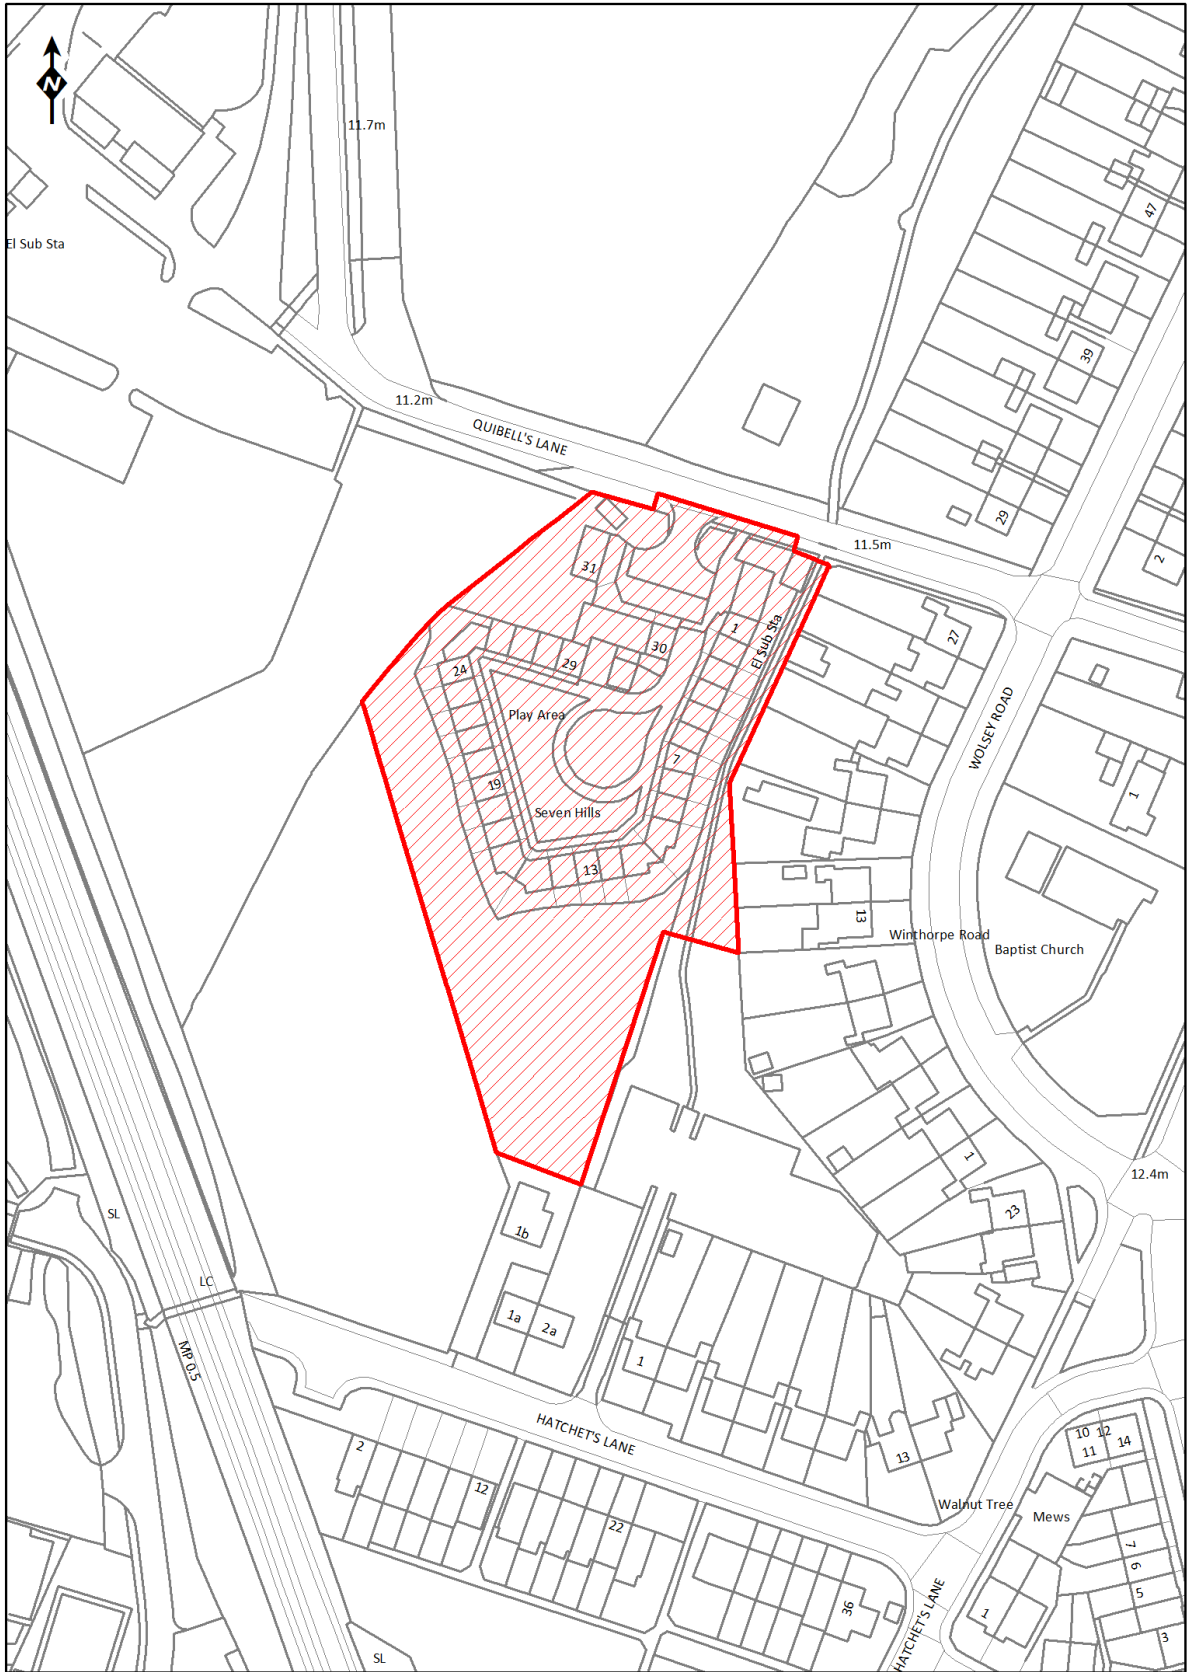 N
11.7m
47
El Sub Sta
39
11.2m
QUIBELL'S LANE
29
11.5m
2
31
1
El Sub Sta
27
30
29
24
Play Area
WOLSEY ROAD
7
19
1
Seven Hills
13
13
Winthorpe Road
Baptist Church
1
12.4m
23
SL
1b
LC
1a
2a
MP 0.5
1
HATCHET'S LANE
2
10 12
11
14
13
12
Walnut Tree
Mews
22
7
6
5
36
1
3
HATCHET'S LANE
SL